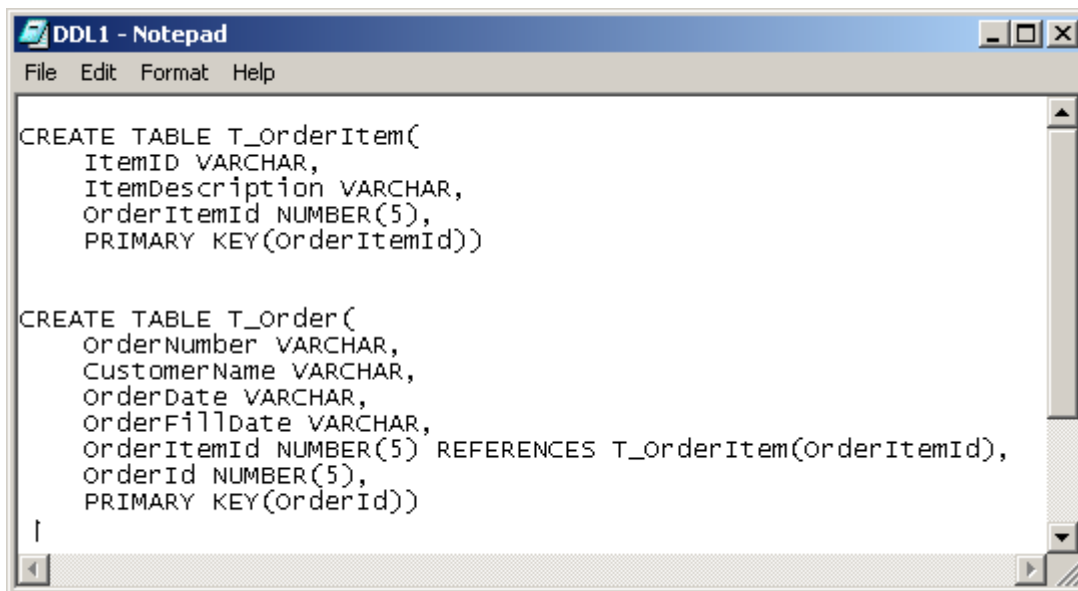 DDL1 - Notepad
File Edit Format Help
CREATE TABLE T_OrderItem(
ItemID VARCHAR,
ItemDescription VARCHAR,
OrderItemId NUMBER(5),
PRIMARY KEY(OrderItemId))
CREATE TABLE T_Order(
OrderNumber VARCHAR,
CustomerName VARCHAR,
OrderDate VARCHAR,
OrderFillDate VARCHAR,
OrderItemId NUMBER(5) REFERENCES T_OrderItem(OrderItemId),
OrderId NUMBER(5),
PRIMARY KEY(OrderId))